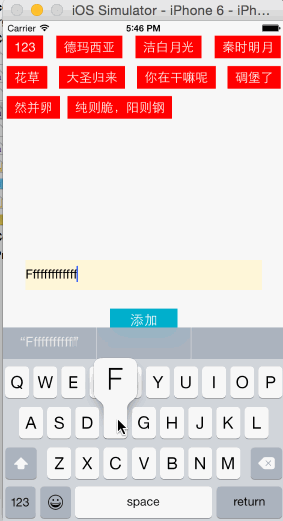 iOS Simulator - iPhone 6 - iPh...
Carrier 5:46 PM
123 德玛西亚 洁白月光 秦时明月
花草 大圣归来 你在干嘛呢 碉堡了
然并卵 纯则脆，阳则钢
Ffffffffffff
添加
“Fffffffffff”
Q W E F Y U I O P
A S D G H J K L
Z X C V B N M
123 space return